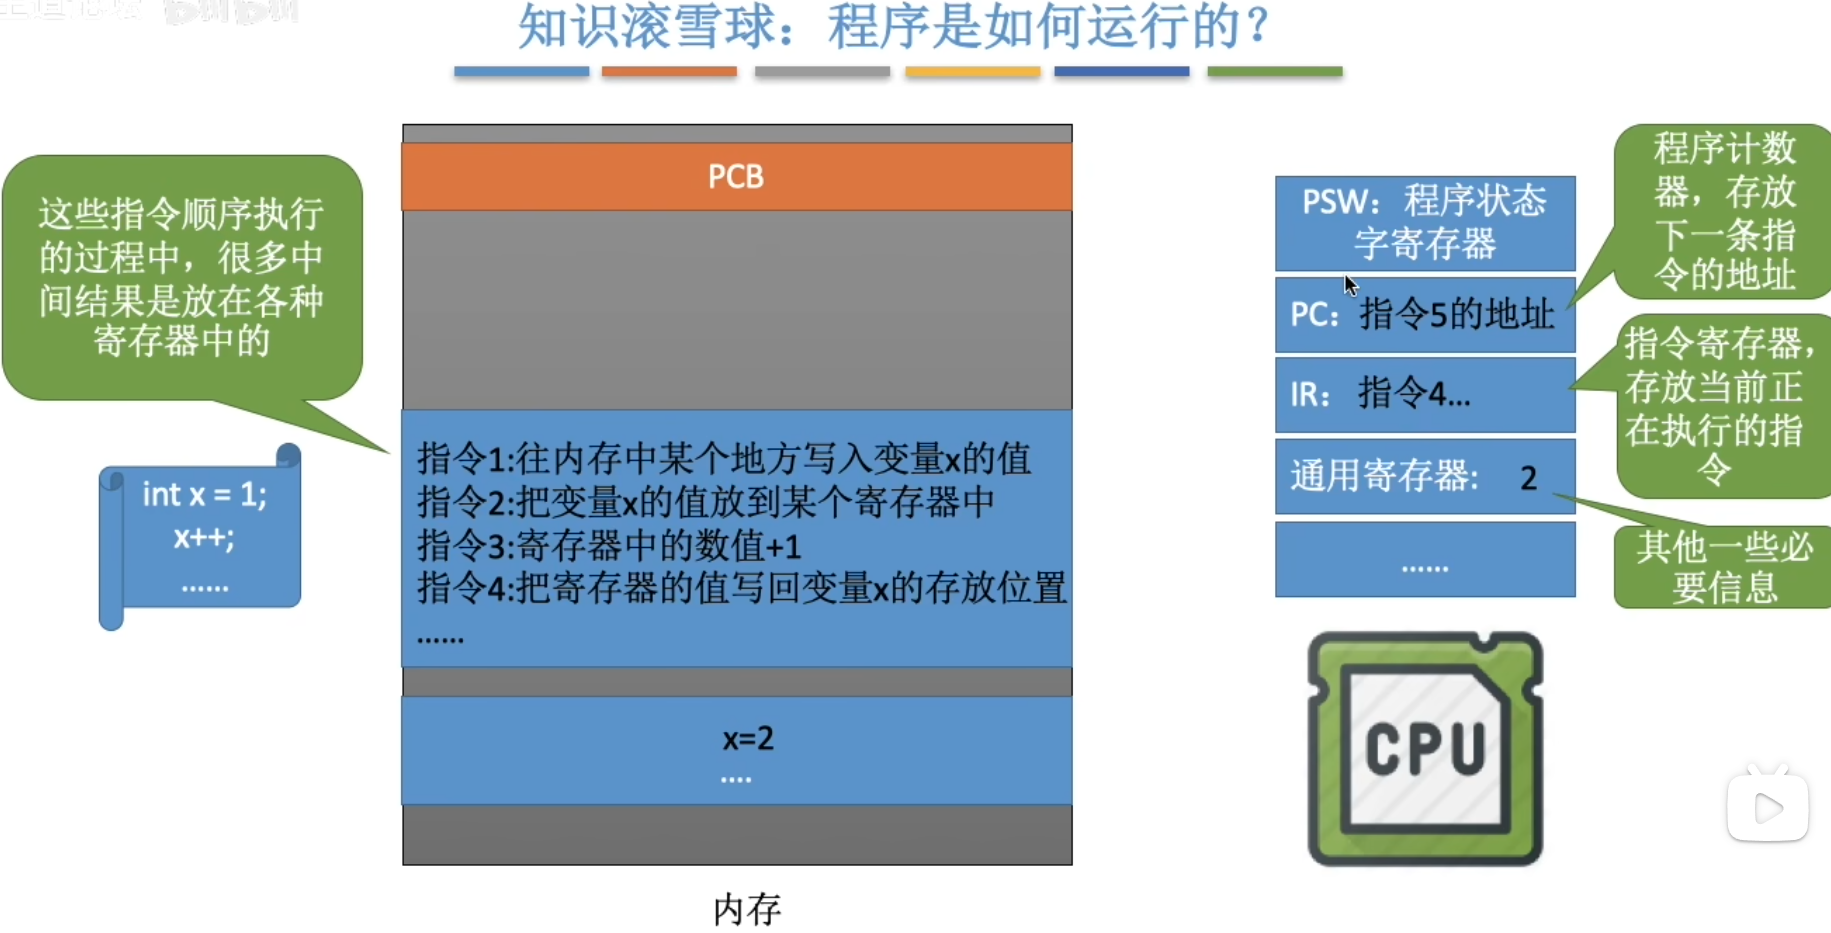 知识滚雪球：程序是如何运行的？
这些指令顺序执行
的过程中，很多中
间结果是放在各种
寄存器中的
int x = 1;
x++;
......
PCB
指令1:往内存中某个地方写入变量x的值
指令2:把变量x的值放到某个寄存器中
指令3:寄存器中的数值+1
指令4:把寄存器的值写回变量x的存放位置
......
x=2
....
内存
PSW：程序状态
字寄存器
PC：指令5的地址
IR：指令4...
通用寄存器: 2
......
程序计数
器，存放
下一条指
令的地址
指令寄存器，
存放当前正
在执行的指
令
其他一些必
要信息
CPU